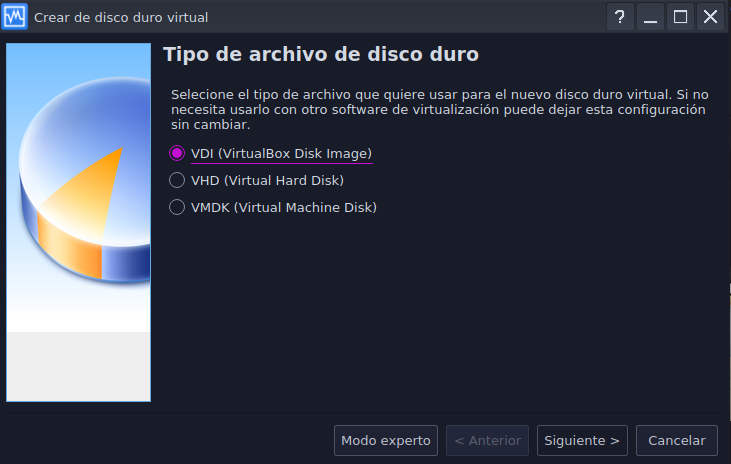 Crear de disco duro virtual
Tipo de archivo de disco duro
Selecione el tipo de archivo que quiere usar para el nuevo disco duro virtual. Si no
necesita usarlo con otro software de virtualización puede dejar esta configuración
sin cambiar.
VDI (VirtualBox Disk Image)
VHD (Virtual Hard Disk)
VMDK (Virtual Machine Disk)
Modo experto
< Anterior
Siguiente >
Cancelar